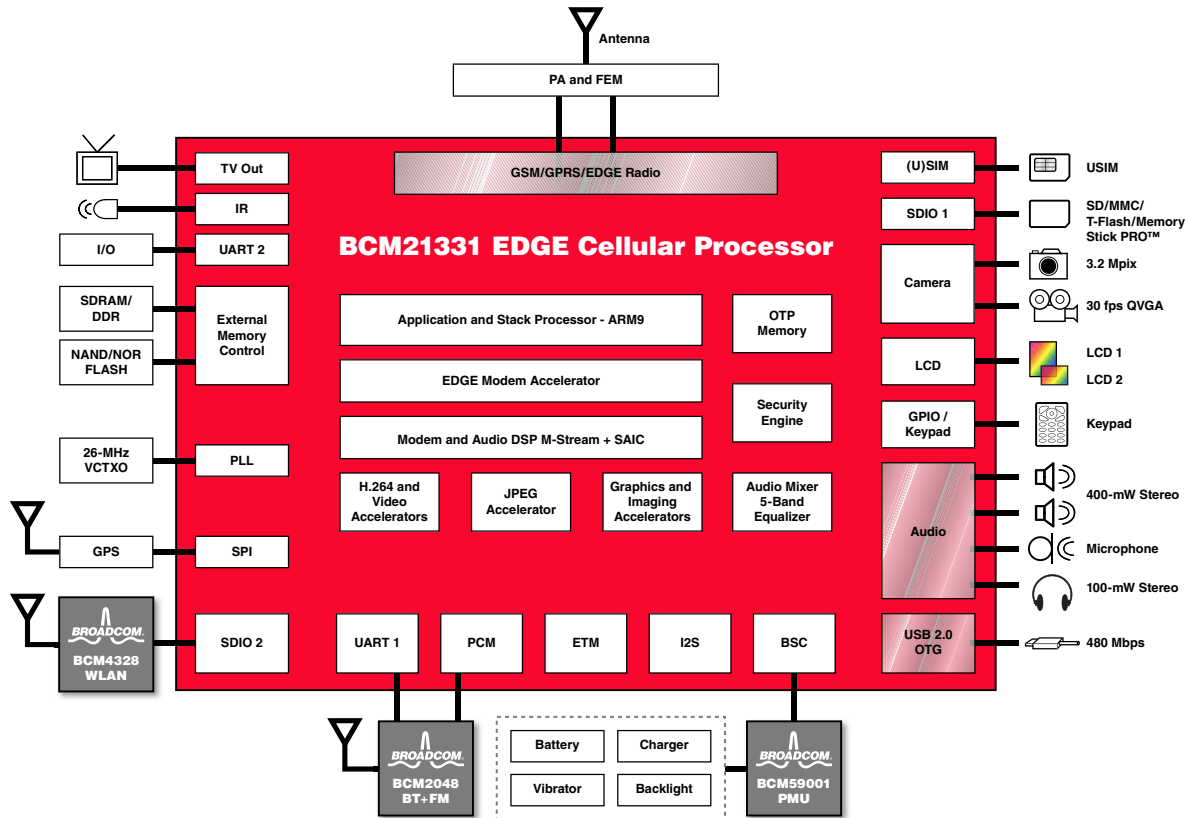 Antenna
PA and FEM
GSM/GPRS/EDGE Radio
BCM21331 EDGE Cellular Processor
TV Out
IR
I/O
UART 2
SDRAM/
DDR
NAND/NOR
FLASH
External
Memory
Control
26-MHz
VCTXO
PLL
GPS
SPI
BROADCOM.
BCM4328
WLAN
SDIO 2
Application and Stack Processor - ARM9
EDGE Modem Accelerator
Modem and Audio DSP M-Stream + SAIC
H.264 and
Video
Accelerators
JPEG
Accelerator
Graphics and
Imaging
Accelerators
OTP
Memory
Security
Engine
Audio Mixer
5-Band
Equalizer
(U)SIM
USIM
SDIO 1
SD/MMC/
T-Flash/Memory
Stick PRO™
Camera
3.2 Mpix
30 fps QVGA
LCD
LCD 1
LCD 2
GPIO /
Keypad
Keypad
Audio
400-mW Stereo
Microphone
100-mW Stereo
USB 2.0
OTG
480 Mbps
UART 1
PCM
ETM
I2S
BSC
BROADCOM.
BCM2048
BT+FM
Battery
Charger
Vibrator
Backlight
BROADCOM.
BCM59001
PMU